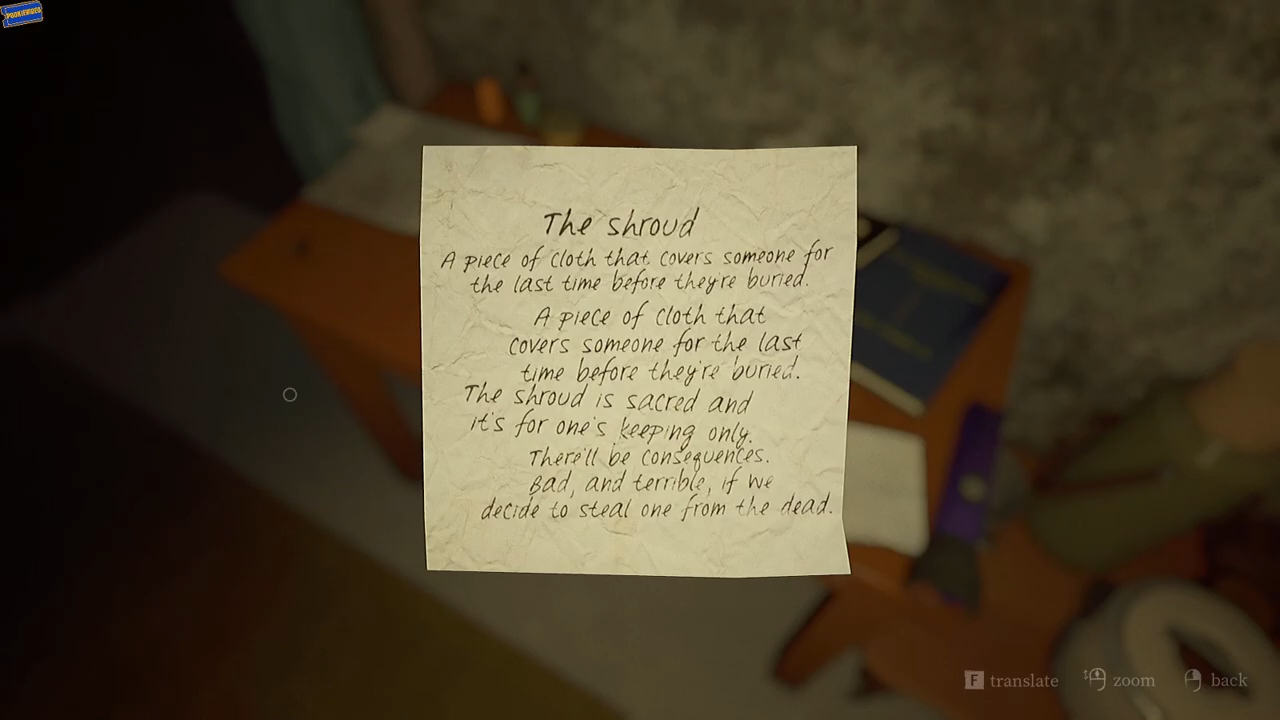 POOKIEVIDEO
The shroud
A piece of cloth that covers someone for
the last time before they're buried.
A piece of cloth that
covers someone for the last
time before they're buried.
The shroud is sacred and
it's for one's keeping only.
There'll be consequences.
Bad, and terrible, if we
decide to steal one from the dead.
F translate
zoom
back